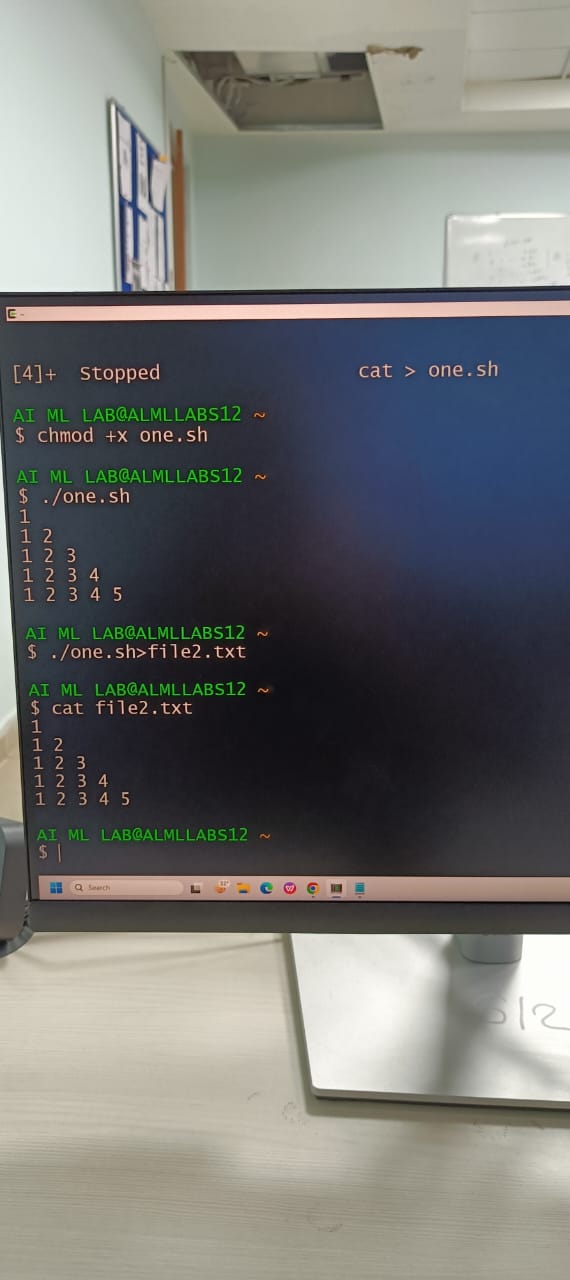 [4]+  Stopped                 cat > one.sh
AI ML LAB@ALMLLABS12 ~
$ chmod +x one.sh
AI ML LAB@ALMLLABS12 ~
$ ./one.sh
1
1 2
1 2 3
1 2 3 4
1 2 3 4 5
AI ML LAB@ALMLLABS12 ~
$ ./one.sh>file2.txt
AI ML LAB@ALMLLABS12 ~
$ cat file2.txt
1
1 2
1 2 3
1 2 3 4
1 2 3 4 5
AI ML LAB@ALMLLABS12 ~
$
Search
S12